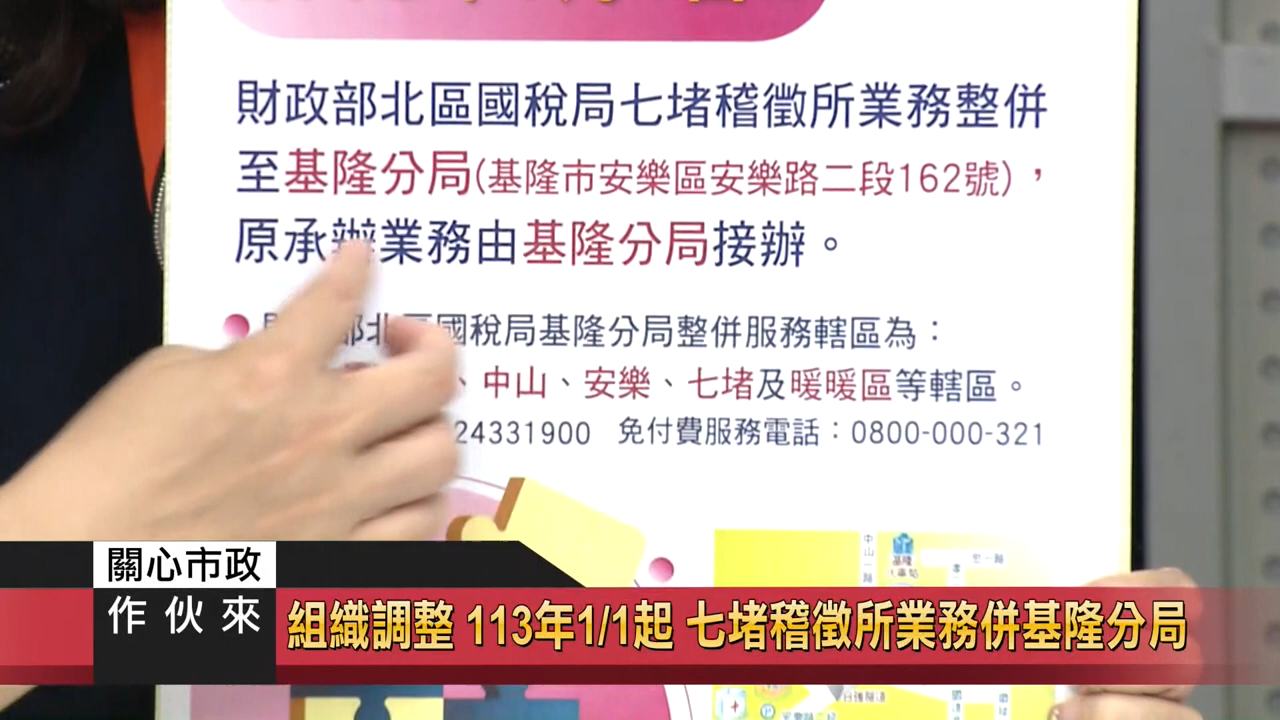 財政部北區國稅局七堵稽徵所業務整併
至基隆分局(基隆市安樂區安樂路二段162號)，
原承辦業務由基隆分局接辦。
北區國稅局基隆分局整併服務轄區為：
、中山、安樂、七堵及暖暖區等轄區。
24331900 免付費服務電話：0800-000-321
中山一路
基隆
關心市政
作伙來
組織調整 113年1/1起 七堵稽徵所業務併基隆分局